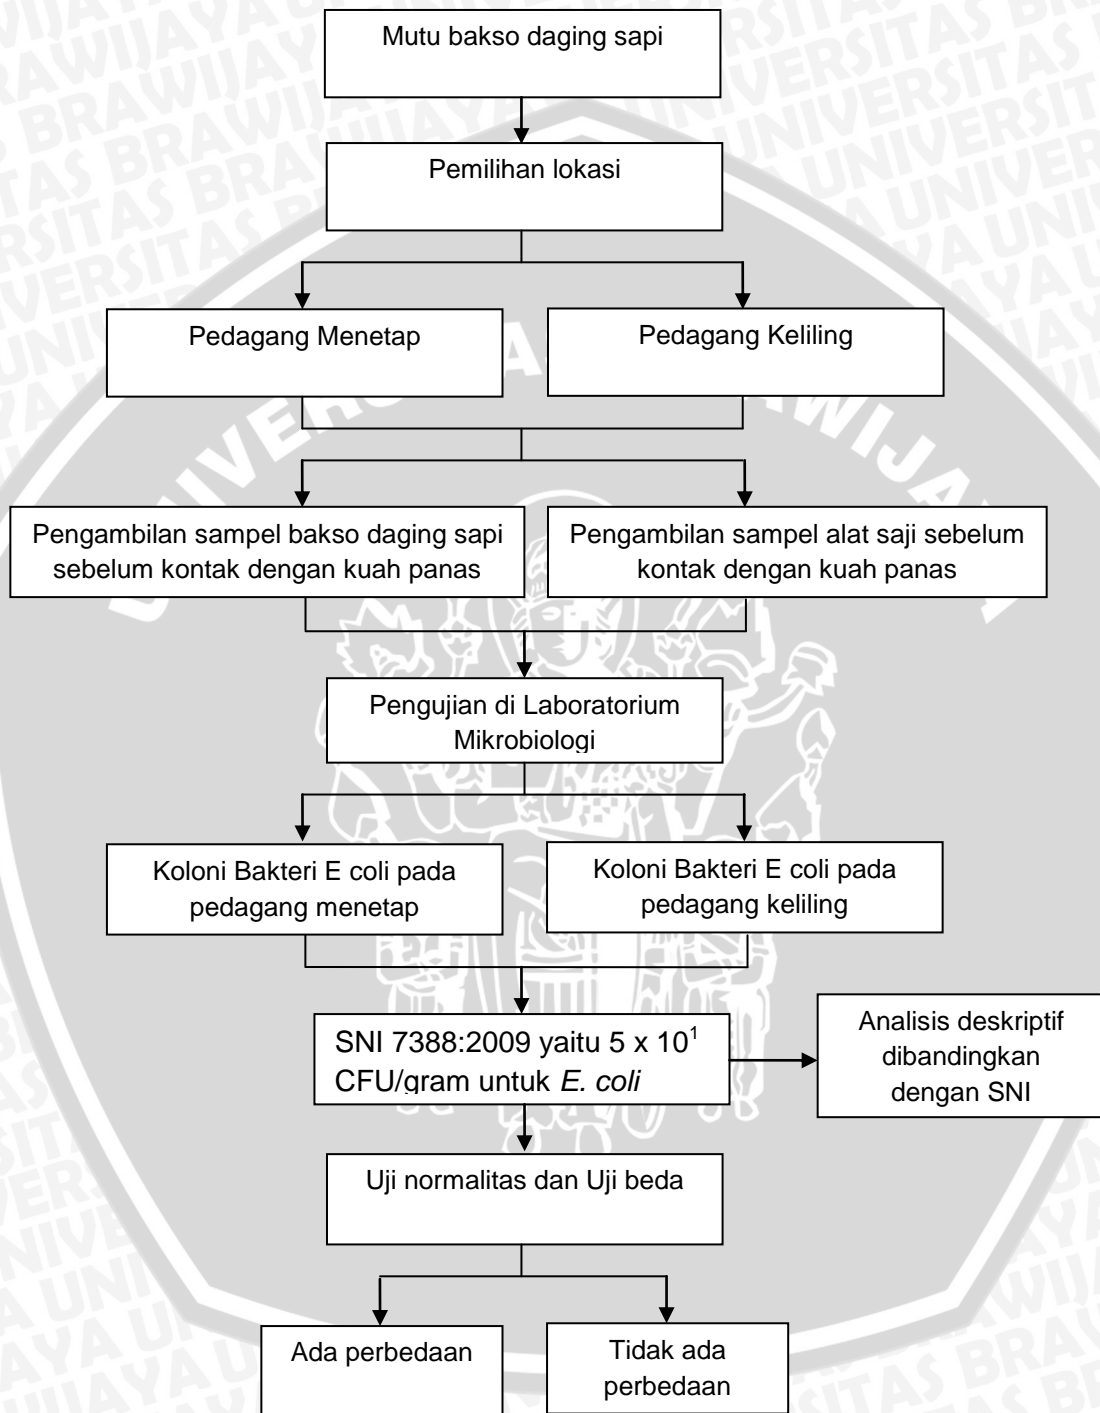 Mutu bakso daging sapi
Pemilihan lokasi
Pedagang Menetap
Pedagang Keliling
Pengambilan sampel bakso daging sapi
sebelum kontak dengan kuah panas
Pengambilan sampel alat saji sebelum
kontak dengan kuah panas
Pengujian di Laboratorium
Mikrobiologi
Koloni Bakteri E coli pada
pedagang menetap
Koloni Bakteri E coli pada
pedagang keliling
SNI 7388:2009 yaitu 5 x 10¹
CFU/gram untuk E. coli
Analisis deskriptif
dibandingkan
dengan SNI
Uji normalitas dan Uji beda
Ada perbedaan
Tidak ada
perbedaan